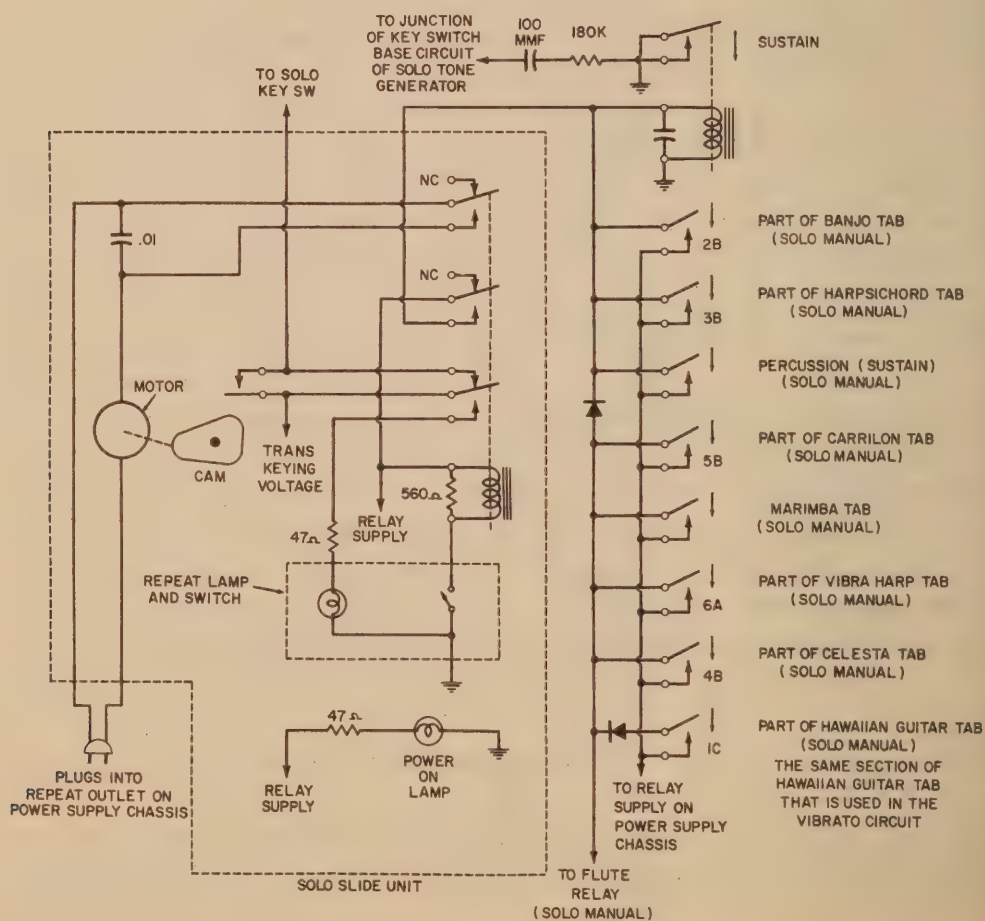 TO JUNCTION
OF KEY SWITCH
BASE CIRCUIT
OF SOLO TONE
GENERATOR
100
MMF
180K
SUSTAIN
TO SOLO
KEY SW
NC
.01
NC
MOTOR
CAM
TRANS
KEYING
VOLTAGE
RELAY
SUPPLY
560Ω
47Ω
REPEAT LAMP
AND SWITCH
47Ω
RELAY
SUPPLY
POWER
ON
LAMP
PLUGS INTO
REPEAT OUTLET ON
POWER SUPPLY CHASSIS
SOLO SLIDE UNIT
2B
PART OF BANJO TAB
(SOLO MANUAL)
3B
PART OF HARPSICHORD TAB
(SOLO MANUAL)
PERCUSSION (SUSTAIN)
(SOLO MANUAL)
5B
PART OF CARRILON TAB
(SOLO MANUAL)
MARIMBA TAB
(SOLO MANUAL)
6A
PART OF VIBRA HARP TAB
(SOLO MANUAL)
4B
PART OF CELESTA TAB
(SOLO MANUAL)
1C
PART OF HAWAIIAN GUITAR TAB
(SOLO MANUAL)
THE SAME SECTION OF
HAWAIIAN GUITAR TAB
THAT IS USED IN THE
VIBRATO CIRCUIT
TO RELAY
SUPPLY ON
POWER SUPPLY
CHASSIS
TO FLUTE
RELAY
(SOLO MANUAL)